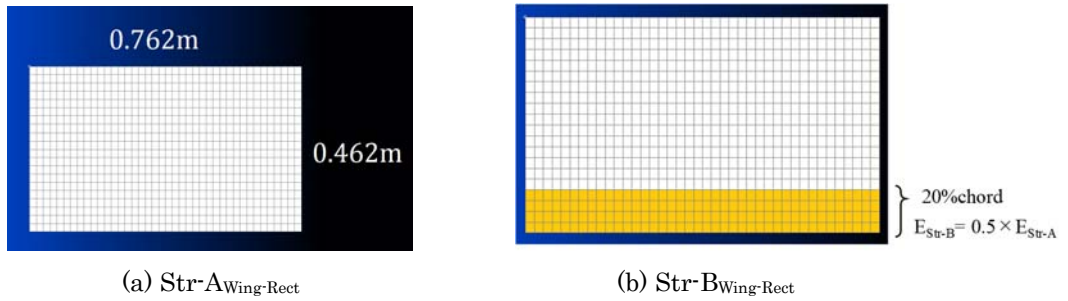 0.762m
0.462m
20%chord
E_Str-B= 0.5 × E_Str-A
(a) Str-A_Wing-Rect
(b) Str-B_Wing-Rect